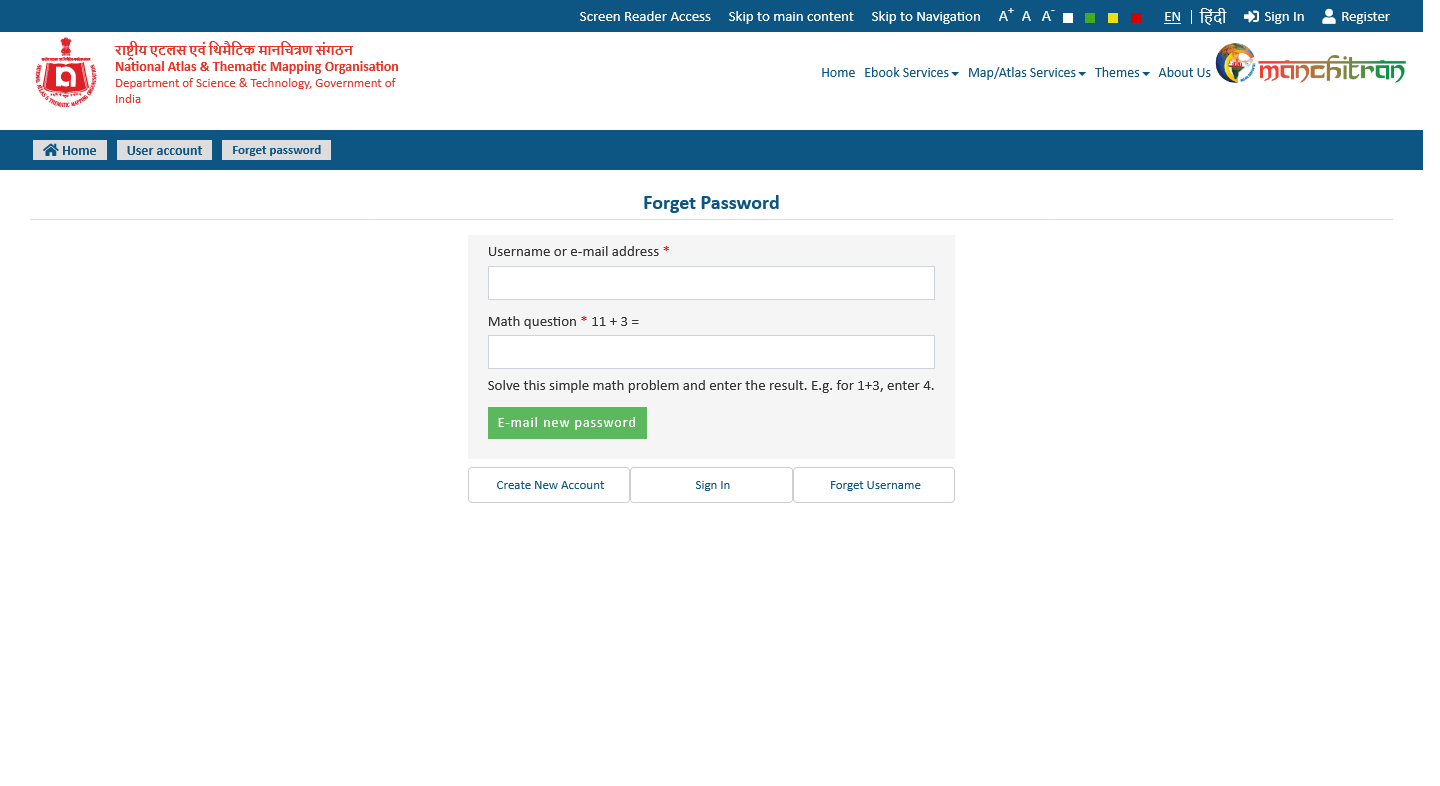 Screen Reader Access Skip to main content Skip to Navigation A+ A A- EN हिंदी Sign In Register
राष्ट्रीय एटलस एवं थिमैटिक मानचित्रण संगठन
National Atlas & Thematic Mapping Organisation
Department of Science & Technology, Government of
India
Home Ebook Services Map/Atlas Services Themes About Us manchitran
Home User account Forget password
Forget Password
Username or e-mail address *
Math question * 11 + 3 =
Solve this simple math problem and enter the result. E.g. for 1+3, enter 4.
E-mail new password
Create New Account Sign In Forget Username